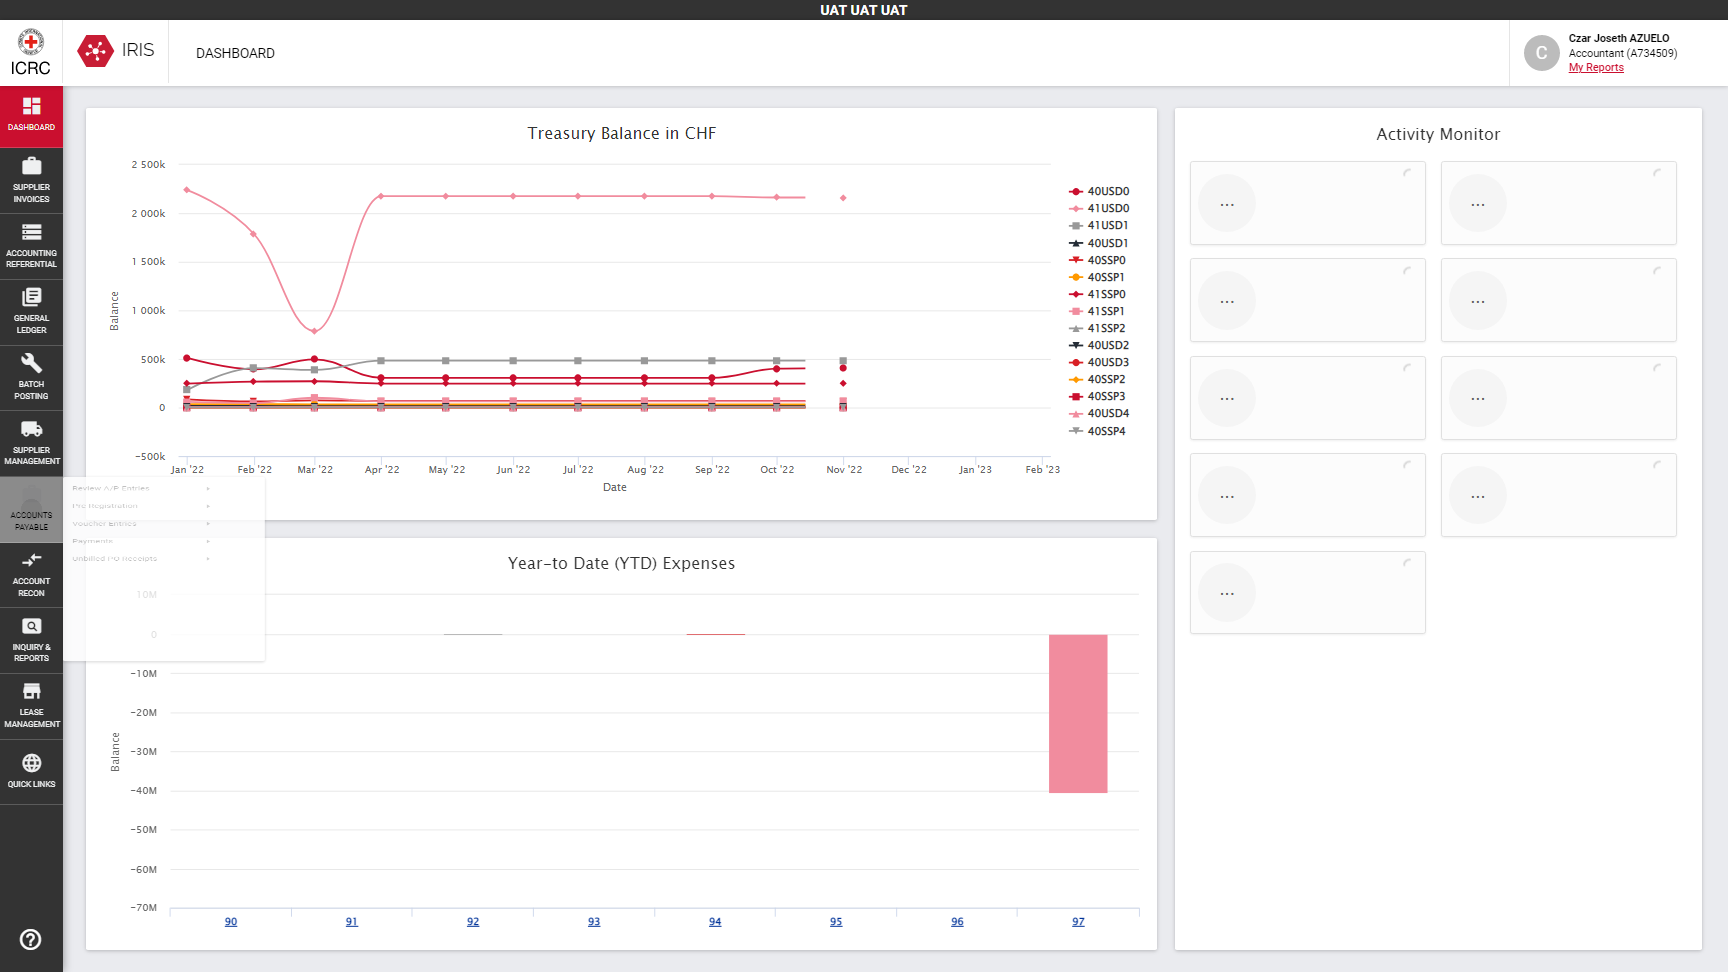 UAT UAT UAT
ICRC
IRIS
DASHBOARD
C
Czar Joseth AZUELO
Accountant (A734509)
My Reports
DASHBOARD
SUPPLIER
INVOICES
ACCOUNTING
REFERENTIAL
GENERAL
LEDGER
BATCH
POSTING
SUPPLIER
MANAGEMENT
ACCOUNTS
PAYABLE
ACCOUNT
RECON
INQUIRY &
REPORTS
LEASE
MANAGEMENT
QUICK LINKS
Review A/P Entries
Pre Registration
Voucher Entries
Payments
Unbilled PO Receipts
Treasury Balance in CHF
Balance
2 500k
2 000k
1 500k
1 000k
500k
0
−500k
Jan '22
Feb '22
Mar '22
Apr '22
May '22
Jun '22
Jul '22
Aug '22
Sep '22
Oct '22
Nov '22
Dec '22
Jan '23
Feb '23
Date
40USD0
41USD0
41USD1
40USD1
40SSP0
40SSP1
41SSP0
41SSP1
41SSP2
40USD2
40USD3
40SSP2
40SSP3
40USD4
40SSP4
Year-to Date (YTD) Expenses
Balance
10M
0
−10M
−20M
−30M
−40M
−50M
−60M
−70M
90
91
92
93
94
95
96
97
Activity Monitor
...
...
...
...
...
...
...
...
...